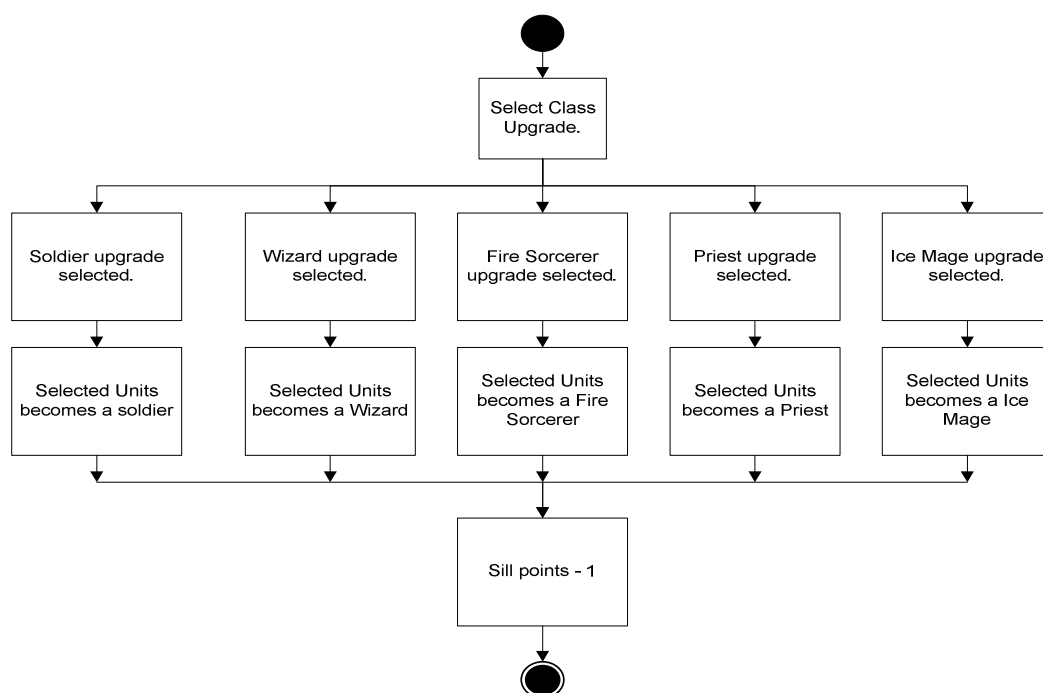 Select Class
Upgrade.
Soldier upgrade
selected.
Wizard upgrade
selected.
Fire Sorcerer
upgrade selected.
Priest upgrade
selected.
Ice Mage upgrade
selected.
Selected Units
becomes a soldier
Selected Units
becomes a Wizard
Selected Units
becomes a Fire
Sorcerer
Selected Units
becomes a Priest
Selected Units
becomes a Ice
Mage
Sill points - 1